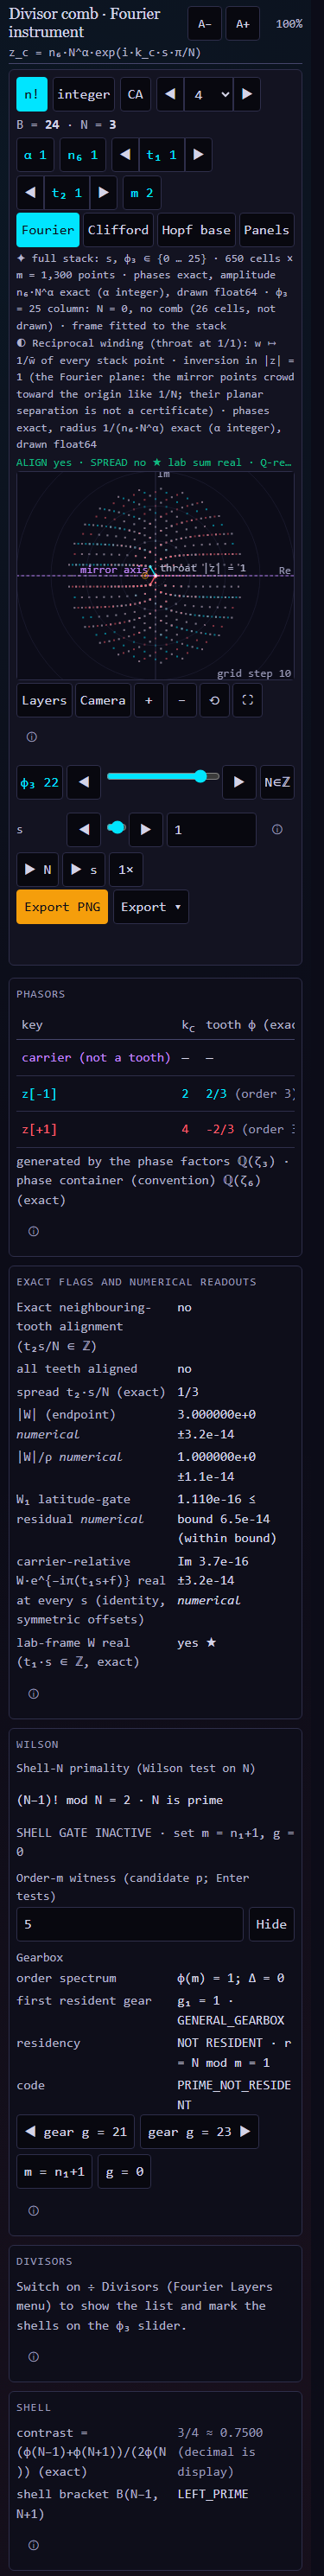 Divisor comb · Fourier
instrument
A−
A+
100%
z_c = n₆·N^α·exp(i·k_c·s·π/N)
n!
integer
CA
◀
4
▶
B = 24 · N = 3
α 1
n₆ 1
◀
t₁ 1
▶
◀
t₂ 1
▶
m 2
Fourier
Clifford
Hopf base
Panels
✦ full stack: s, ϕ₃ ∈ {0 … 25} · 650 cells ×
m = 1,300 points · phases exact, amplitude
n₆·N^α exact (α integer), drawn float64 · ϕ₃
= 25 column: N = 0, no comb (26 cells, not
drawn) · frame fitted to the stack
◐ Reciprocal winding (throat at 1/1): w ↦
1/w̄ of every stack point · inversion in |z| =
1 (the Fourier plane: the mirror points crowd
toward the origin like 1/N; their planar
separation is not a certificate) · phases
exact, radius 1/(n₆·N^α) exact (α integer),
drawn float64
ALIGN yes · SPREAD no ★ lab sum real · Q-re…
Im
mirror axis
throat |z| = 1
Re
grid step 10
Layers
Camera
+
−
⟲
⛶
ⓘ
ϕ₃ 22
◀
▶
N∈ℤ
s
◀
▶
1
ⓘ
▶ N
▶ s
1×
Export PNG
Export ▾
PHASORS
key k_C tooth ϕ (exac
carrier (not a tooth) — —
z[-1] 2 2/3 (order 3)
z[+1] 4 -2/3 (order 3
generated by the phase factors ℚ(ζ₃) ·
phase container (convention) ℚ(ζ₆)
(exact)
ⓘ
EXACT FLAGS AND NUMERICAL READOUTS
Exact neighbouring- no
tooth alignment
(t₂s/N ∈ ℤ)
all teeth aligned no
spread t₂·s/N (exact) 1/3
|W| (endpoint) 3.000000e+0
numerical ±3.2e-14
|W|/ρ numerical 1.000000e+0
±1.1e-14
W₁ latitude-gate 1.110e-16 ≤
residual numerical bound 6.5e-14
(within bound)
carrier-relative Im 3.7e-16
W·e^{−iπ(t₁s+f)} real ±3.2e-14
at every s (identity, numerical
symmetric offsets)
lab-frame W real yes ★
(t₁·s ∈ ℤ, exact)
ⓘ
WILSON
Shell-N primality (Wilson test on N)
(N−1)! mod N = 2 · N is prime
SHELL GATE INACTIVE · set m = n₁+1, g =
0
Order-m witness (candidate p; Enter
tests)
5
Hide
Gearbox
order spectrum ϕ(m) = 1; Δ = 0
first resident gear g₁ = 1 ·
GENERAL_GEARBOX
residency NOT RESIDENT · r
= N mod m = 1
code PRIME_NOT_RESIDE
NT
◀ gear g = 21
gear g = 23 ▶
m = n₁+1
g = 0
ⓘ
DIVISORS
Switch on ÷ Divisors (Fourier Layers
menu) to show the list and mark the
shells on the ϕ₃ slider.
ⓘ
SHELL
contrast = 3/4 ≈ 0.7500
(ϕ(N−1)+ϕ(N+1))/(2ϕ(N (decimal is
)) (exact) display)
shell bracket B(N−1, LEFT_PRIME
N+1)
ⓘ